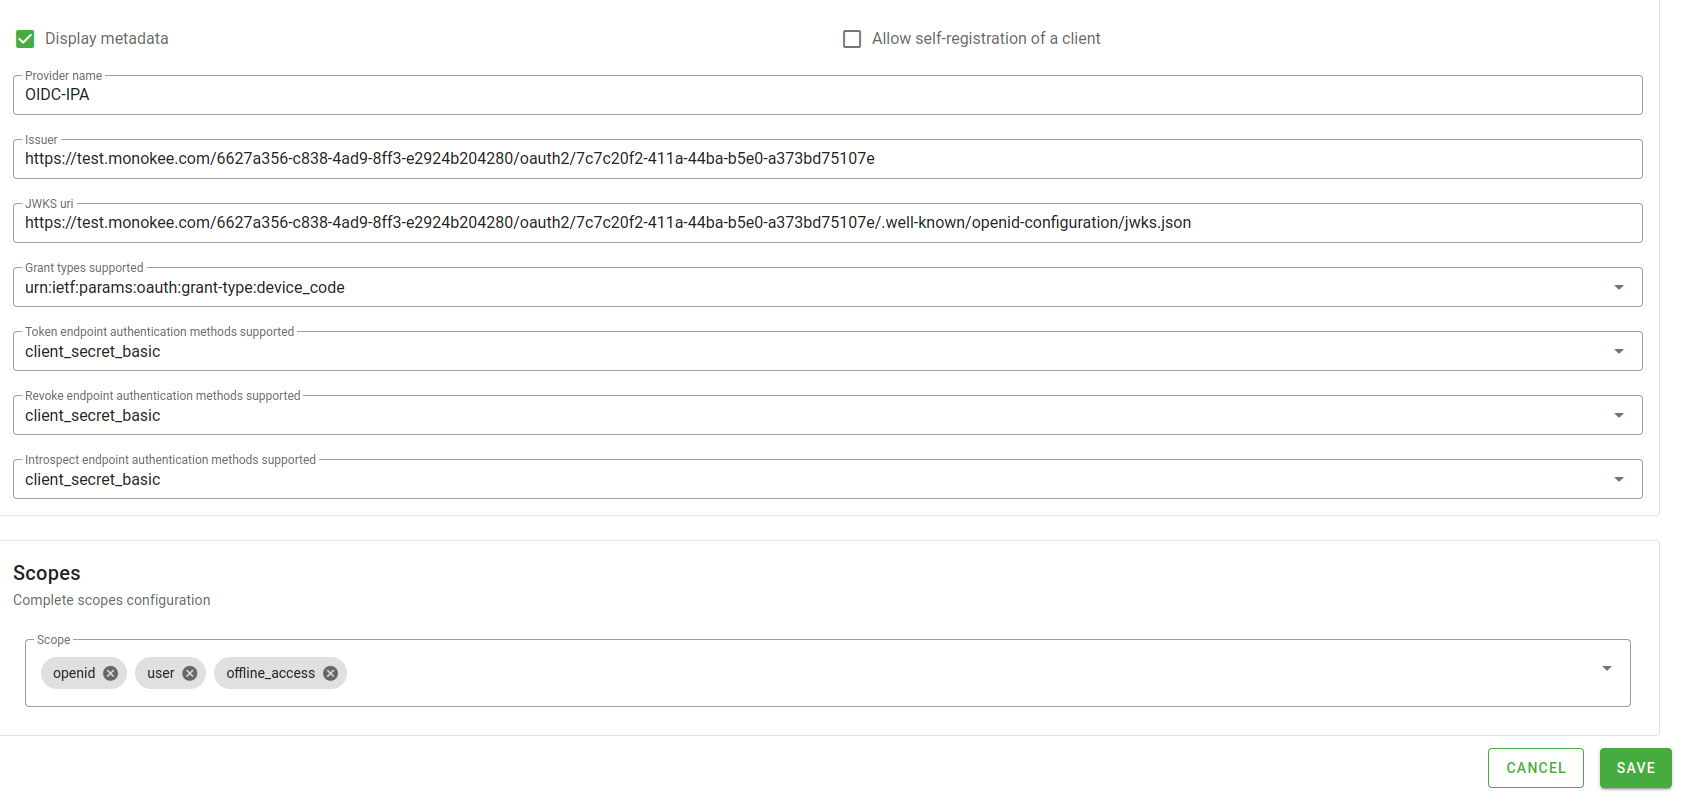 Display metadata
Allow self-registration of a client
Provider name
OIDC-IPA
Issuer
https://test.monokee.com/6627a356-c838-4ad9-8ff3-e2924b204280/oauth2/7c7c20f2-411a-44ba-b5e0-a373bd75107e
JWKS uri
https://test.monokee.com/6627a356-c838-4ad9-8ff3-e2924b204280/oauth2/7c7c20f2-411a-44ba-b5e0-a373bd75107e/.well-known/openid-configuration/jwks.json
Grant types supported
urn:ietf:params:oauth:grant-type:device_code
Token endpoint authentication methods supported
client_secret_basic
Revoke endpoint authentication methods supported
client_secret_basic
Introspect endpoint authentication methods supported
client_secret_basic
Scopes
Complete scopes configuration
Scope
openid user offline_access
CANCEL SAVE